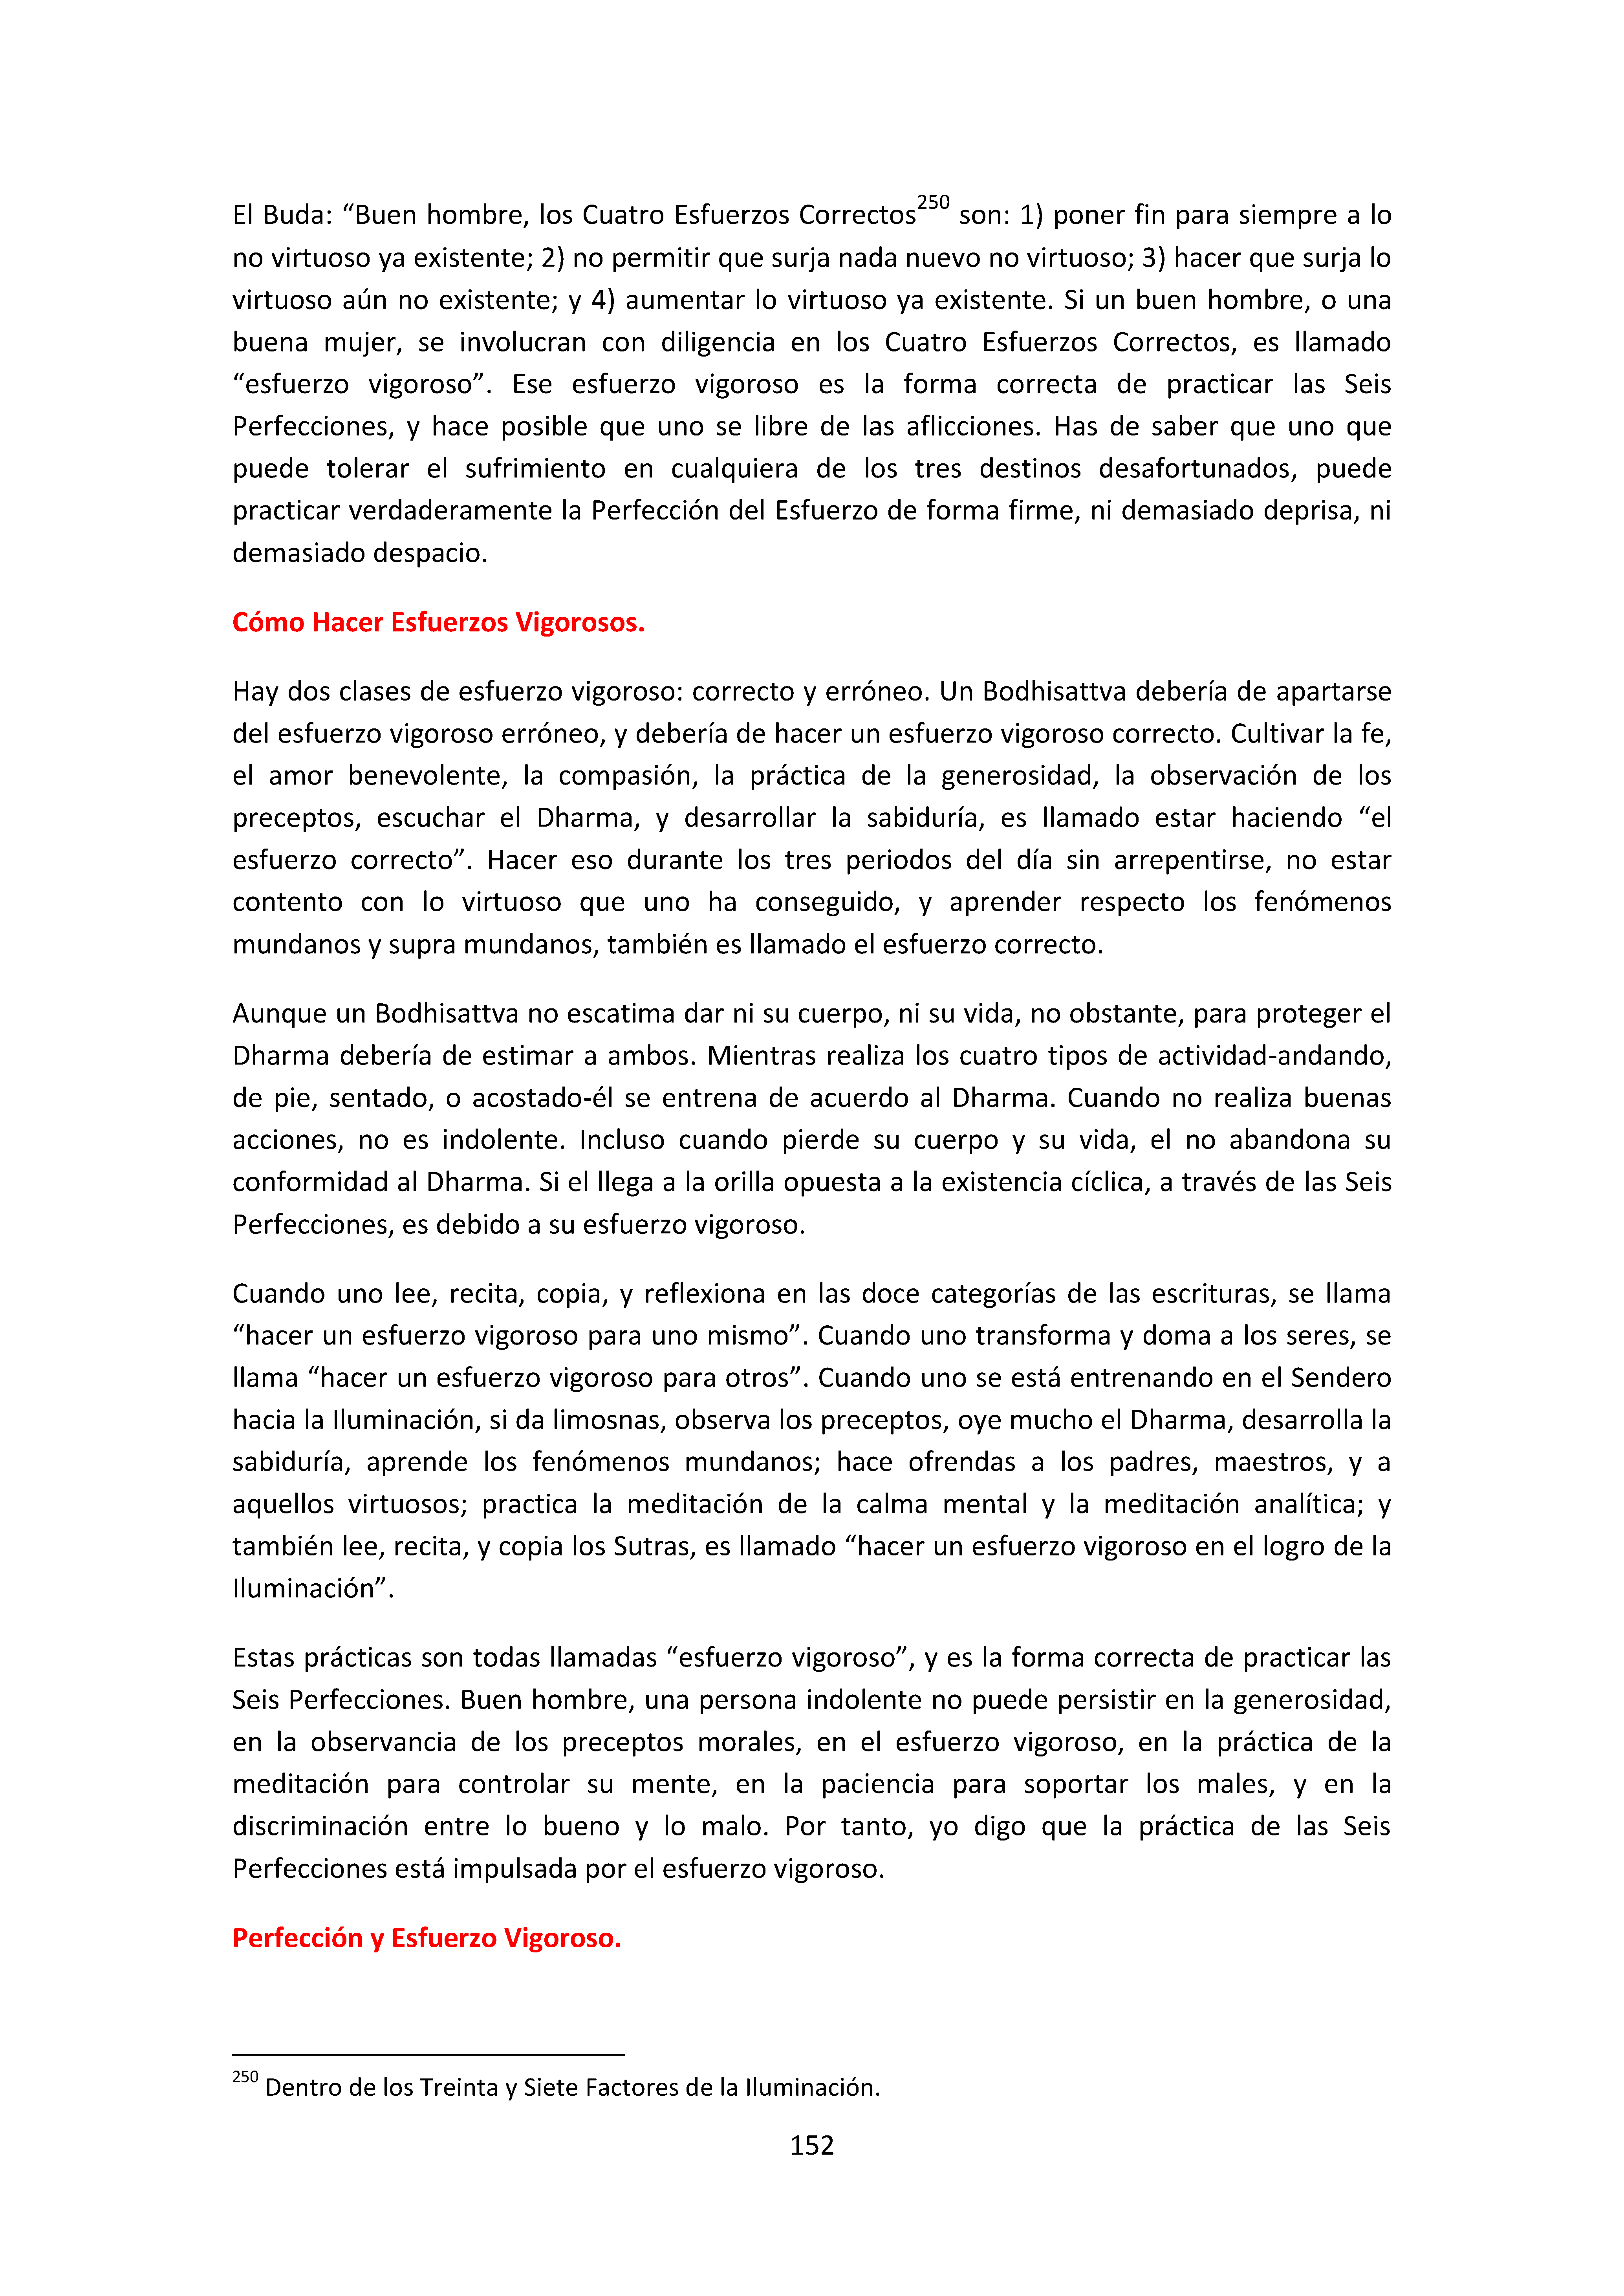 El Buda: “Buen hombre, los Cuatro Esfuerzos Correctos250 son: 1) poner fin para siempre a lo
no virtuoso ya existente; 2) no permitir que surja nada nuevo no virtuoso; 3) hacer que surja lo
virtuoso aún no existente; y 4) aumentar lo virtuoso ya existente. Si un buen hombre, o una
buena mujer, se involucran con diligencia en los Cuatro Esfuerzos Correctos, es llamado
“esfuerzo vigoroso”. Ese esfuerzo vigoroso es la forma correcta de practicar las Seis
Perfecciones, y hace posible que uno se libre de las aflicciones. Has de saber que uno que
puede tolerar el sufrimiento en cualquiera de los tres destinos desafortunados, puede
practicar verdaderamente la Perfección del Esfuerzo de forma firme, ni demasiado deprisa, ni
demasiado despacio.
Cómo Hacer Esfuerzos Vigorosos.
Hay dos clases de esfuerzo vigoroso: correcto y erróneo. Un Bodhisattva debería de apartarse
del esfuerzo vigoroso erróneo, y debería de hacer un esfuerzo vigoroso correcto. Cultivar la fe,
el amor benevolente, la compasión, la práctica de la generosidad, la observación de los
preceptos, escuchar el Dharma, y desarrollar la sabiduría, es llamado estar haciendo “el
esfuerzo correcto”. Hacer eso durante los tres periodos del día sin arrepentirse, no estar
contento con lo virtuoso que uno ha conseguido, y aprender respecto los fenómenos
mundanos y supra mundanos, también es llamado el esfuerzo correcto.
Aunque un Bodhisattva no escatima dar ni su cuerpo, ni su vida, no obstante, para proteger el
Dharma debería de estimar a ambos. Mientras realiza los cuatro tipos de actividad-andando,
de pie, sentado, o acostado-él se entrena de acuerdo al Dharma. Cuando no realiza buenas
acciones, no es indolente. Incluso cuando pierde su cuerpo y su vida, el no abandona su
conformidad al Dharma. Si el llega a la orilla opuesta a la existencia cíclica, a través de las Seis
Perfecciones, es debido a su esfuerzo vigoroso.
Cuando uno lee, recita, copia, y reflexiona en las doce categorías de las escrituras, se llama
“hacer un esfuerzo vigoroso para uno mismo”. Cuando uno transforma y doma a los seres, se
llama “hacer un esfuerzo vigoroso para otros”. Cuando uno se está entrenando en el Sendero
hacia la Iluminación, si da limosnas, observa los preceptos, oye mucho el Dharma, desarrolla la
sabiduría, aprende los fenómenos mundanos; hace ofrendas a los padres, maestros, y a
aquellos virtuosos; practica la meditación de la calma mental y la meditación analítica; y
también lee, recita, y copia los Sutras, es llamado “hacer un esfuerzo vigoroso en el logro de la
Iluminación”.
Estas prácticas son todas llamadas “esfuerzo vigoroso”, y es la forma correcta de practicar las
Seis Perfecciones. Buen hombre, una persona indolente no puede persistir en la generosidad,
en la observancia de los preceptos morales, en el esfuerzo vigoroso, en la práctica de la
meditación para controlar su mente, en la paciencia para soportar los males, y en la
discriminación entre lo bueno y lo malo. Por tanto, yo digo que la práctica de las Seis
Perfecciones está impulsada por el esfuerzo vigoroso.
Perfección y Esfuerzo Vigoroso.
250 Dentro de los Treinta y Siete Factores de la Iluminación.
152